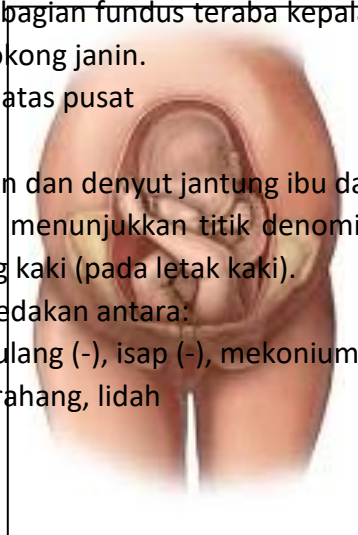 bagian fundus teraba kepala
okong janin.
atas pusat
n dan denyut jantung ibu da
menunjukkan titik denomi
g kaki (pada letak kaki).
edakan antara:
ulang (-), isap (-), mekonium
rahang, lidah